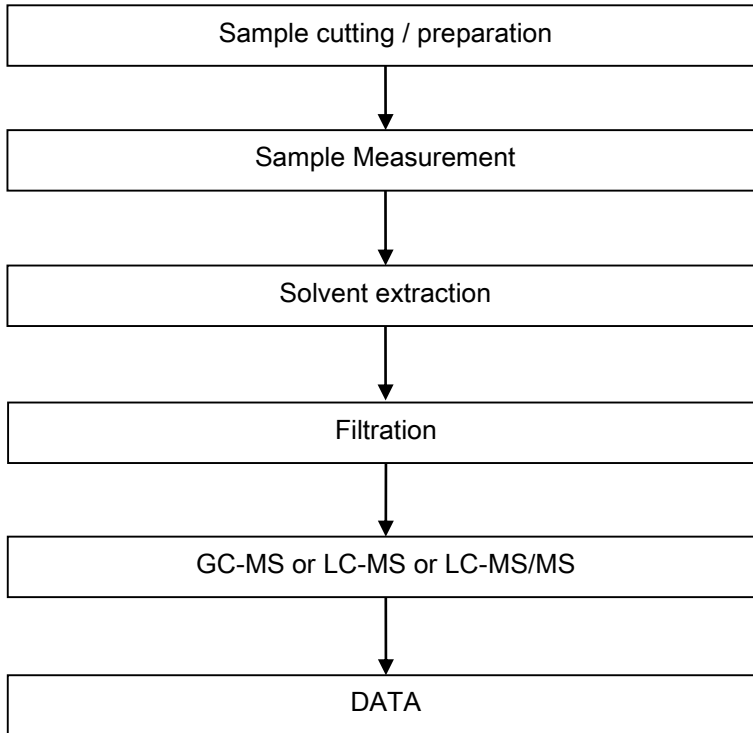 Sample cutting / preparation
Sample Measurement
Solvent extraction
Filtration
GC-MS or LC-MS or LC-MS/MS
DATA